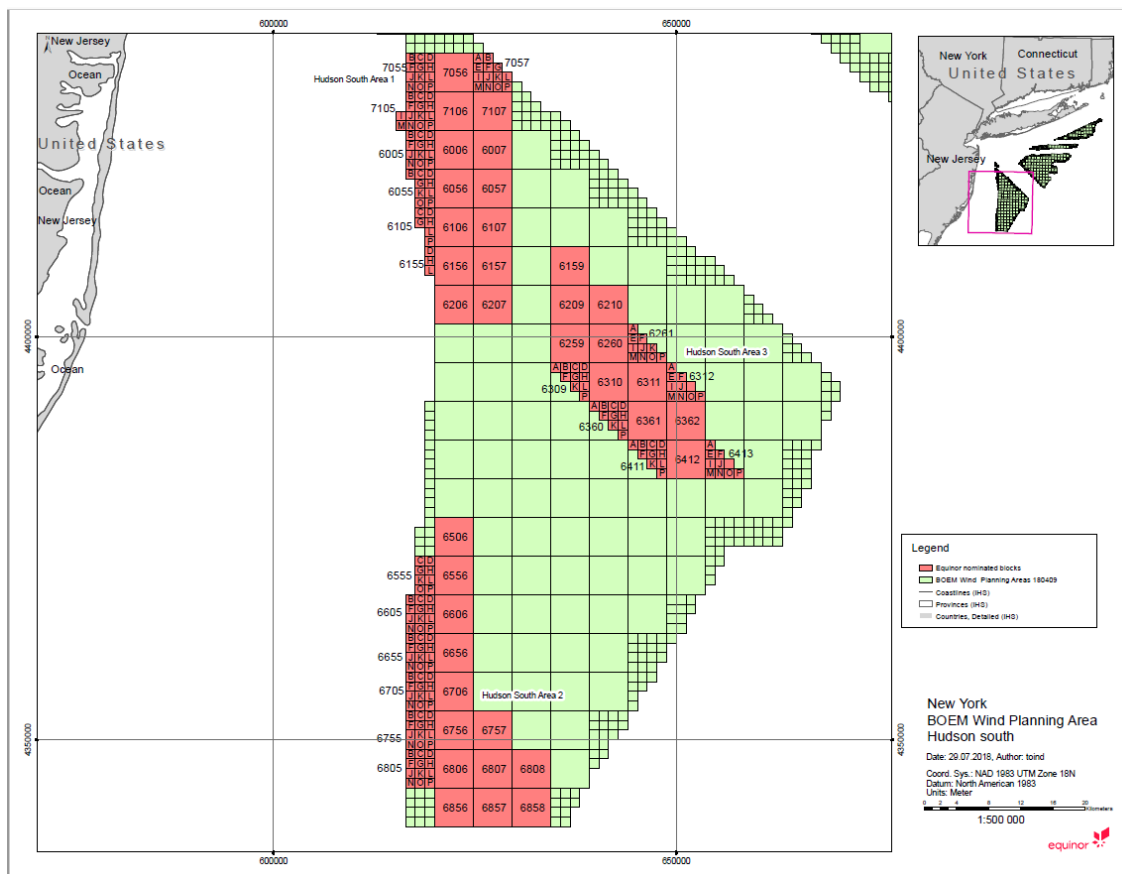 600000
650000
New Jersey
Ocean
United States
Ocean
New Jersey
Ocean
4400000
4350000
4400000
4350000
600000
650000
Hudson South Area 1
7055
B C D
F G H
J K L
N O P
7056
A B
E F G
I J K L
M N O P
7057
7105
B C D
F G H
I J K L
M N O P
7106
7107
6005
B C D
F G H
J K L
N O P
6006
6007
6055
B C D
G H
K L
O P
6056
6057
6105
C D
G H
L
P
6106
6107
6155
D
H
L
6156
6157
6159
6206
6207
6209
6210
6259
6260
A
E F
I J K
M N O P
6261
Hudson South Area 3
6309
A B C D
F G H
K L
P
6310
6311
A
E F
I J
M N O P
6312
6360
A B C D
F G H
K L
P
6361
6362
6411
A B C D
F G H
K L
P
6412
A
E F
I J
M N O P
6413
6506
6555
C D
G H
K L
O P
6556
6605
B C D
F G H
J K L
N O P
6606
6655
B C D
F G H
J K L
N O P
6656
6705
B C D
F G H
J K L
N O P
6706
Hudson South Area 2
6755
B C D
F G H
J K L
N O P
6756
6757
6805
B C D
F G H
J K L
N O P
6806
6807
6808
6856
6857
6858
New York
Connecticut
United States
New Jersey
Legend
Equinor nominated blocks
BOEM Wind Planning Areas 180409
Coastlines (IHS)
Provinces (IHS)
Countries, Detailed (IHS)
New York
BOEM Wind Planning Area
Hudson south
Date: 29.07.2018, Author: toind
Coord. Sys.: NAD 1983 UTM Zone 18N
Datum: North American 1983
Units: Meter
0 2 4 8 12 16 20
Kilometers
1:500 000
equinor